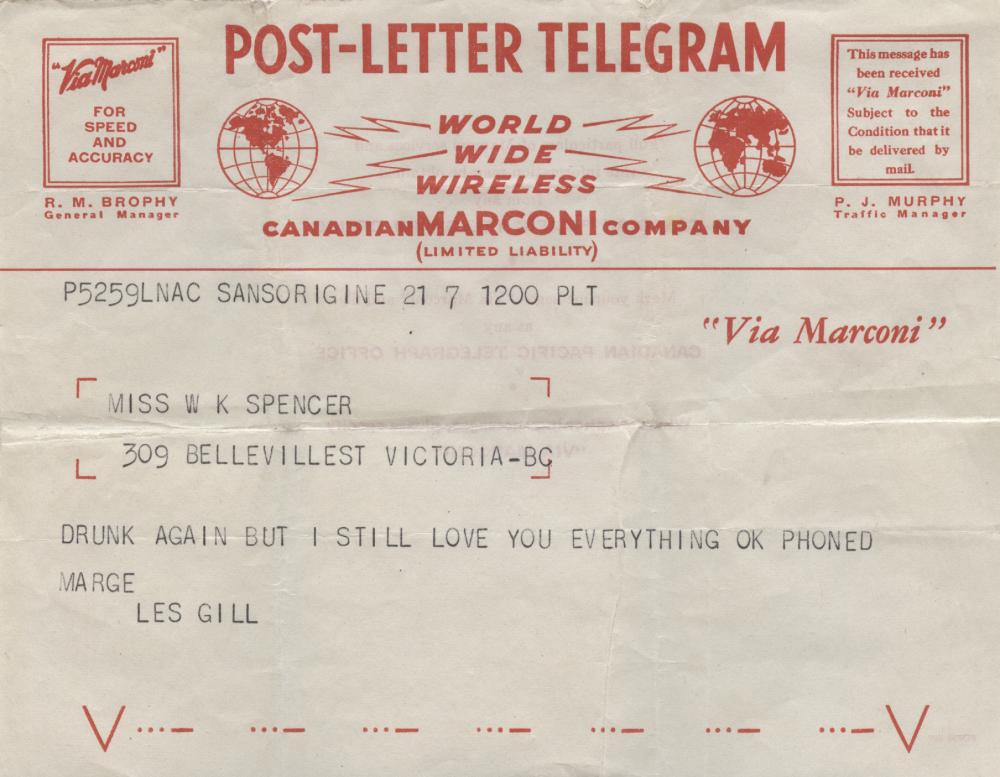 POST-LETTER TELEGRAM
"Via Marconi"
FOR
SPEED
AND
ACCURACY
R. M. BROPHY
General Manager
WORLD
WIDE
WIRELESS
CANADIAN MARCONI COMPANY
(LIMITED LIABILITY)
This message has
been received
"Via Marconi"
Subject to the
Condition that it
be delivered by
mail.
P. J. MURPHY
Traffic Manager
P5259LNAC SANSORIGINE 21 7 1200 PLT
"Via Marconi"
MISS W K SPENCER
309 BELLEVILLEST VICTORIA-BC
DRUNK AGAIN BUT I STILL LOVE YOU EVERYTHING OK PHONED
MARGE
LES GILL
V ...— ...— ...— ...— ...— ...— ...— V